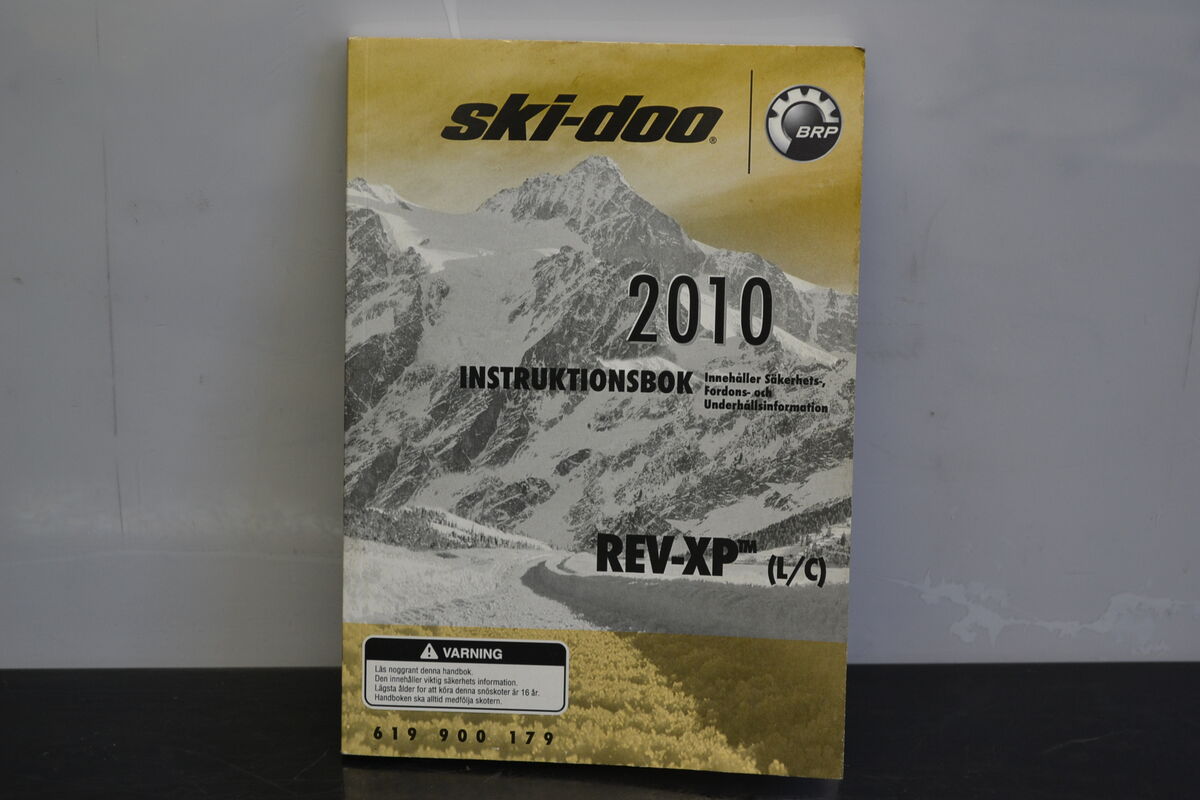 ski-doo®
BRP
2010
INSTRUKTIONSBOK
Innehåller Säkerhets-,
Fordons- och
Underhållsinformation
REV-XP™ (L/C)
VARNING
Läs noggrant denna handbok.
Den innehåller viktig säkerhets information.
Lägsta ålder för att köra denna snöskoter är 16 år.
Handboken ska alltid medfölja skotern.
619 900 179